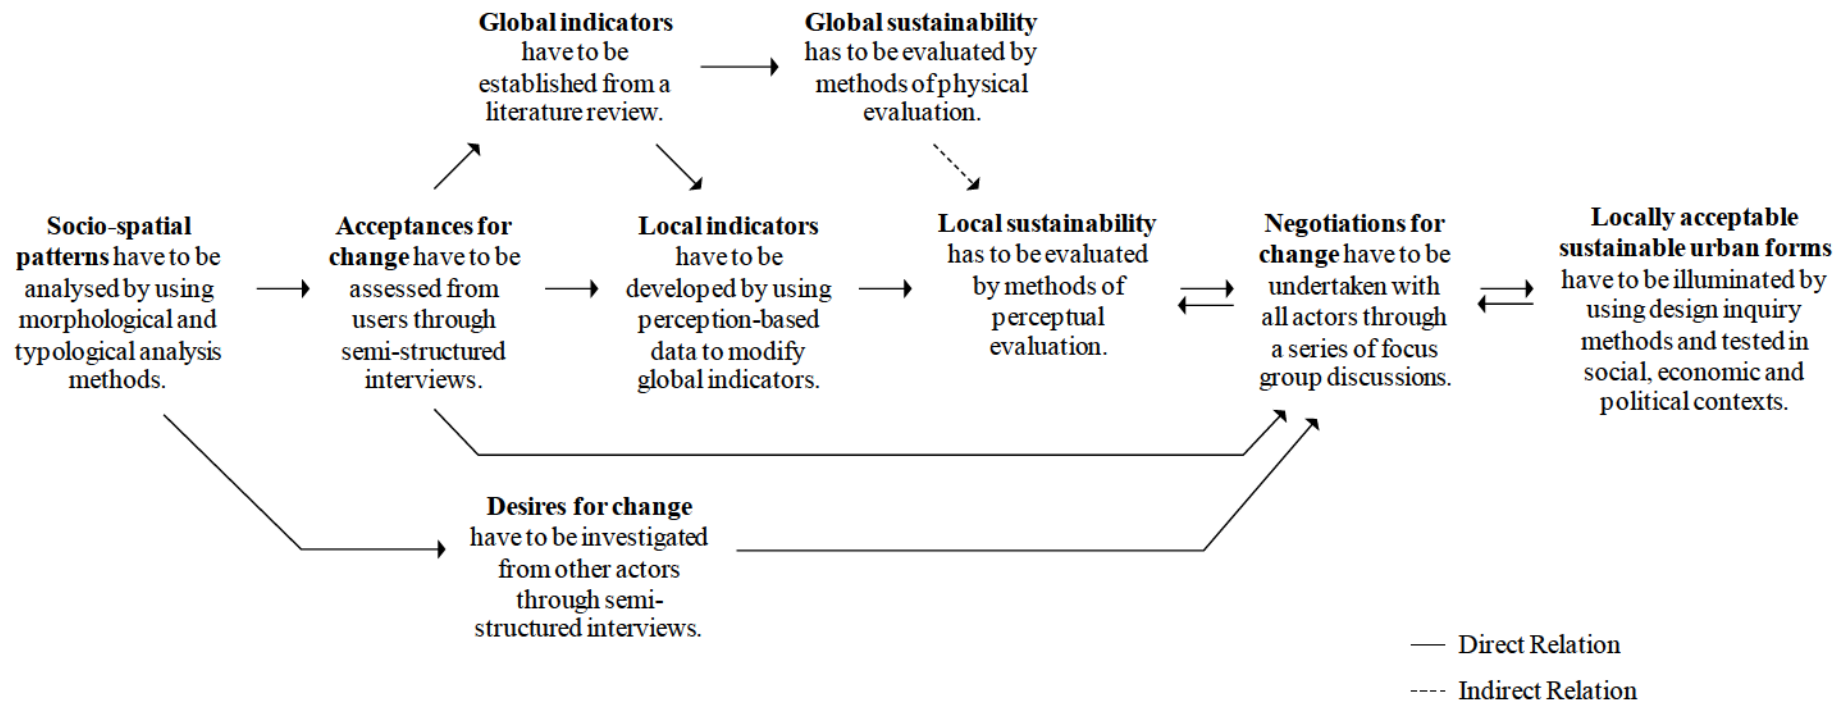 Global indicators
have to be
established from a
literature review.
Global sustainability
has to be evaluated by
methods of physical
evaluation.
Socio-spatial
patterns have to be
analysed by using
morphological and
typological analysis
methods.
Acceptances for
change have to be
assessed from
users through
semi-structured
interviews.
Local indicators
have to be
developed by using
perception-based
data to modify
global indicators.
Local sustainability
has to be evaluated
by methods of
perceptual
evaluation.
Negotiations for
change have to be
undertaken with
all actors through
a series of focus
group discussions.
Locally acceptable
sustainable urban forms
have to be illuminated by
using design inquiry
methods and tested in
social, economic and
political contexts.
Desires for change
have to be investigated
from other actors
through semi-
structured interviews.
Direct Relation
Indirect Relation